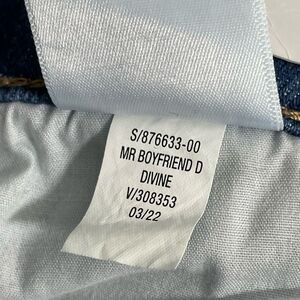 S/876633-00
MR BOYFRIEND D
DIVINE
V/308353
03/22